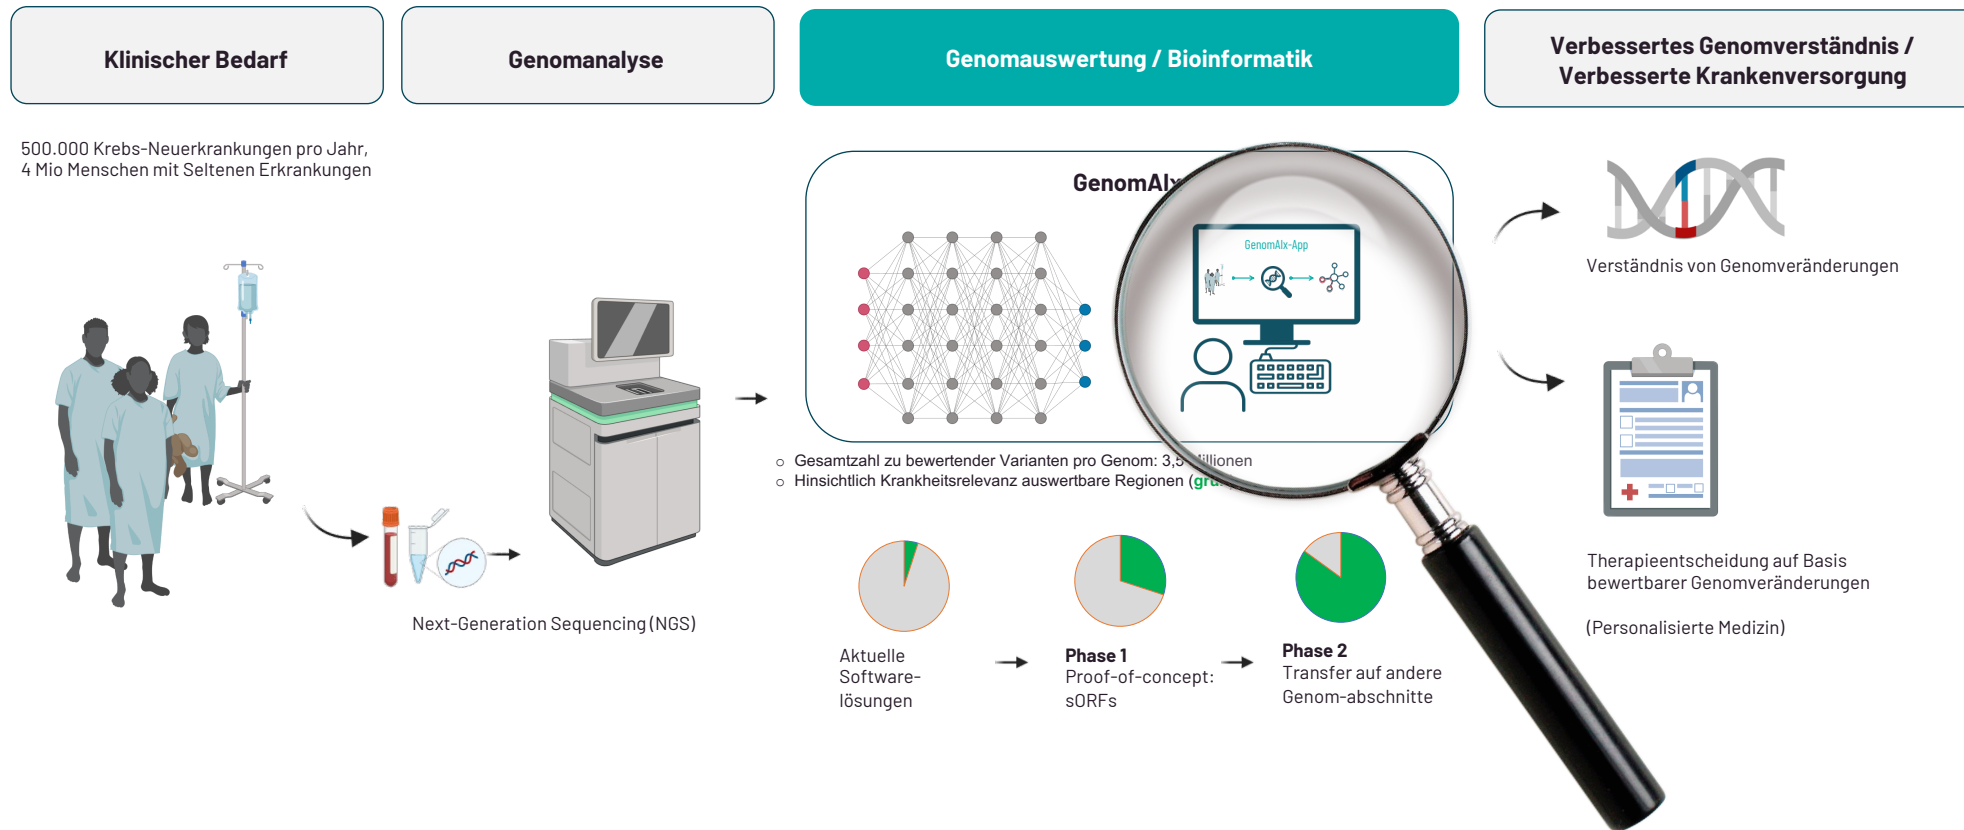 Klinischer Bedarf
Genomanalyse
Genomauswertung / Bioinformatik
Verbessertes Genomverständnis /
Verbesserte Krankenversorgung
500.000 Krebs-Neuerkrankungen pro Jahr,
4 Mio Menschen mit Seltenen Erkrankungen
Next-Generation Sequencing (NGS)
GenomAIx
GenomAIx-App
o Gesamtzahl zu bewertender Varianten pro Genom: 3,5 Millionen
o Hinsichtlich Krankheitsrelevanz auswertbare Regionen (
Aktuelle
Software-
lösungen
Phase 1
Proof-of-concept:
sORFs
Phase 2
Transfer auf andere
Genom-abschnitte
Verständnis von Genomveränderungen
Therapieentscheidung auf Basis
bewertbarer Genomveränderungen
(Personalisierte Medizin)